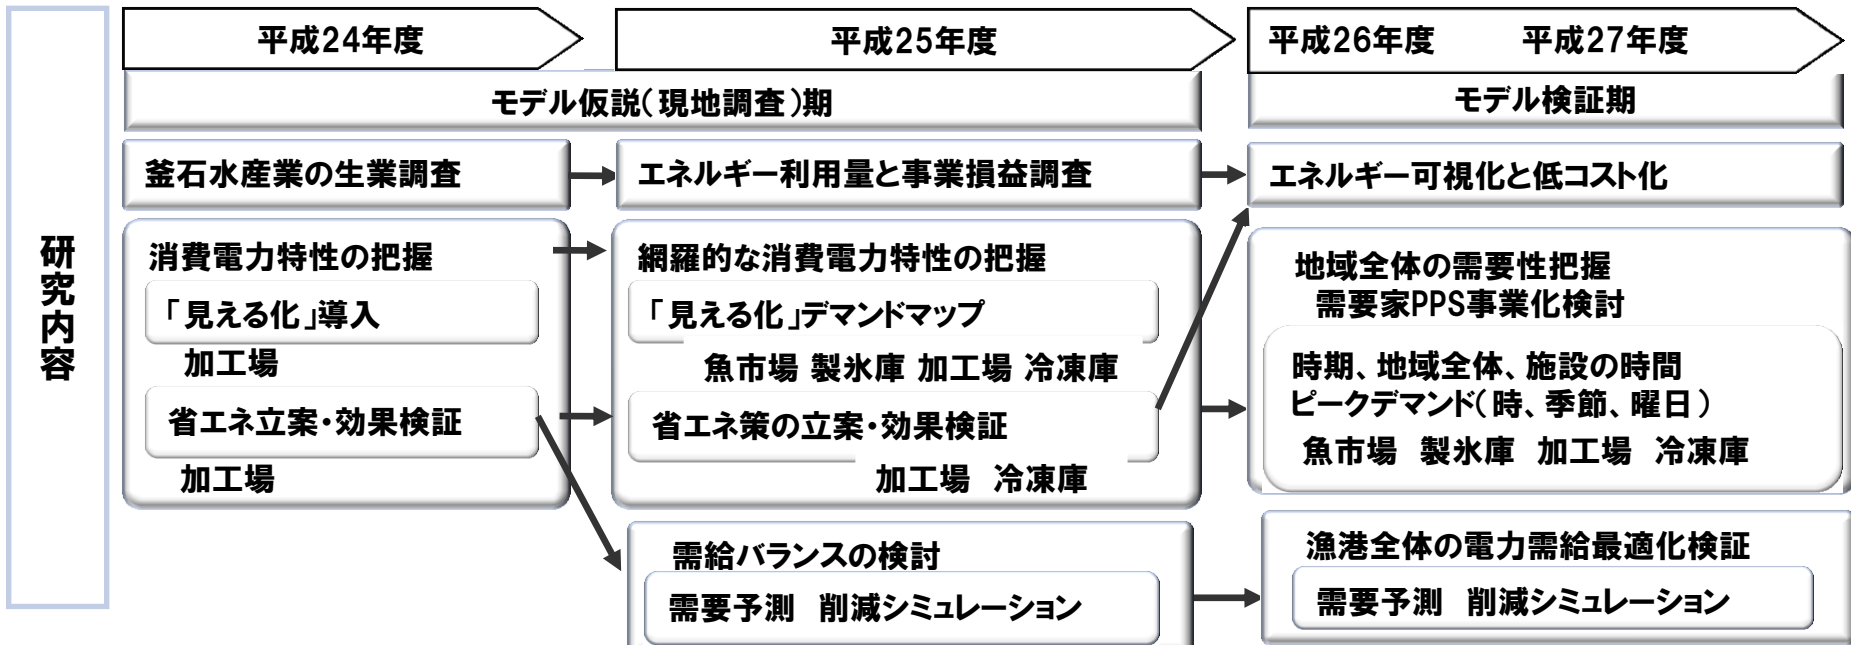 研究内容
平成24年度
平成25年度
平成26年度 平成27年度
モデル仮説(現地調査)期
モデル検証期
釜石水産業の生業調査
エネルギー利用量と事業損益調査
エネルギー可視化と低コスト化
消費電力特性の把握
「見える化」導入
加工場
省エネ立案・効果検証
加工場
網羅的な消費電力特性の把握
「見える化」デマンドマップ
魚市場 製氷庫 加工場 冷凍庫
省エネ策の立案・効果検証
加工場 冷凍庫
需給バランスの検討
需要予測 削減シミュレーション
地域全体の需要性把握
需要家PPS事業化検討
時期、地域全体、施設の時間
ピークデマンド(時、季節、曜日)
魚市場 製氷庫 加工場 冷凍庫
漁港全体の電力需給最適化検証
需要予測 削減シミュレーション